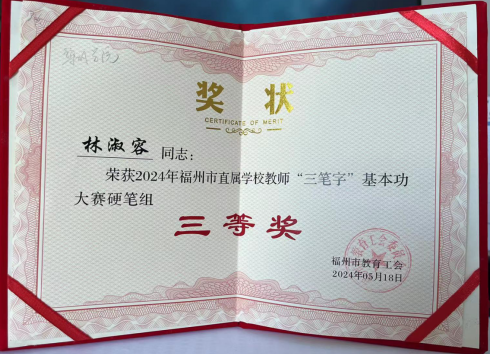 奖 状
CERTIFICATE OF MERIT
林淑容 同志：
荣获2024年福州市直属学校教师“三笔字”基本功
大赛硬笔组
三等奖
福州市教育工会
2024年05月18日